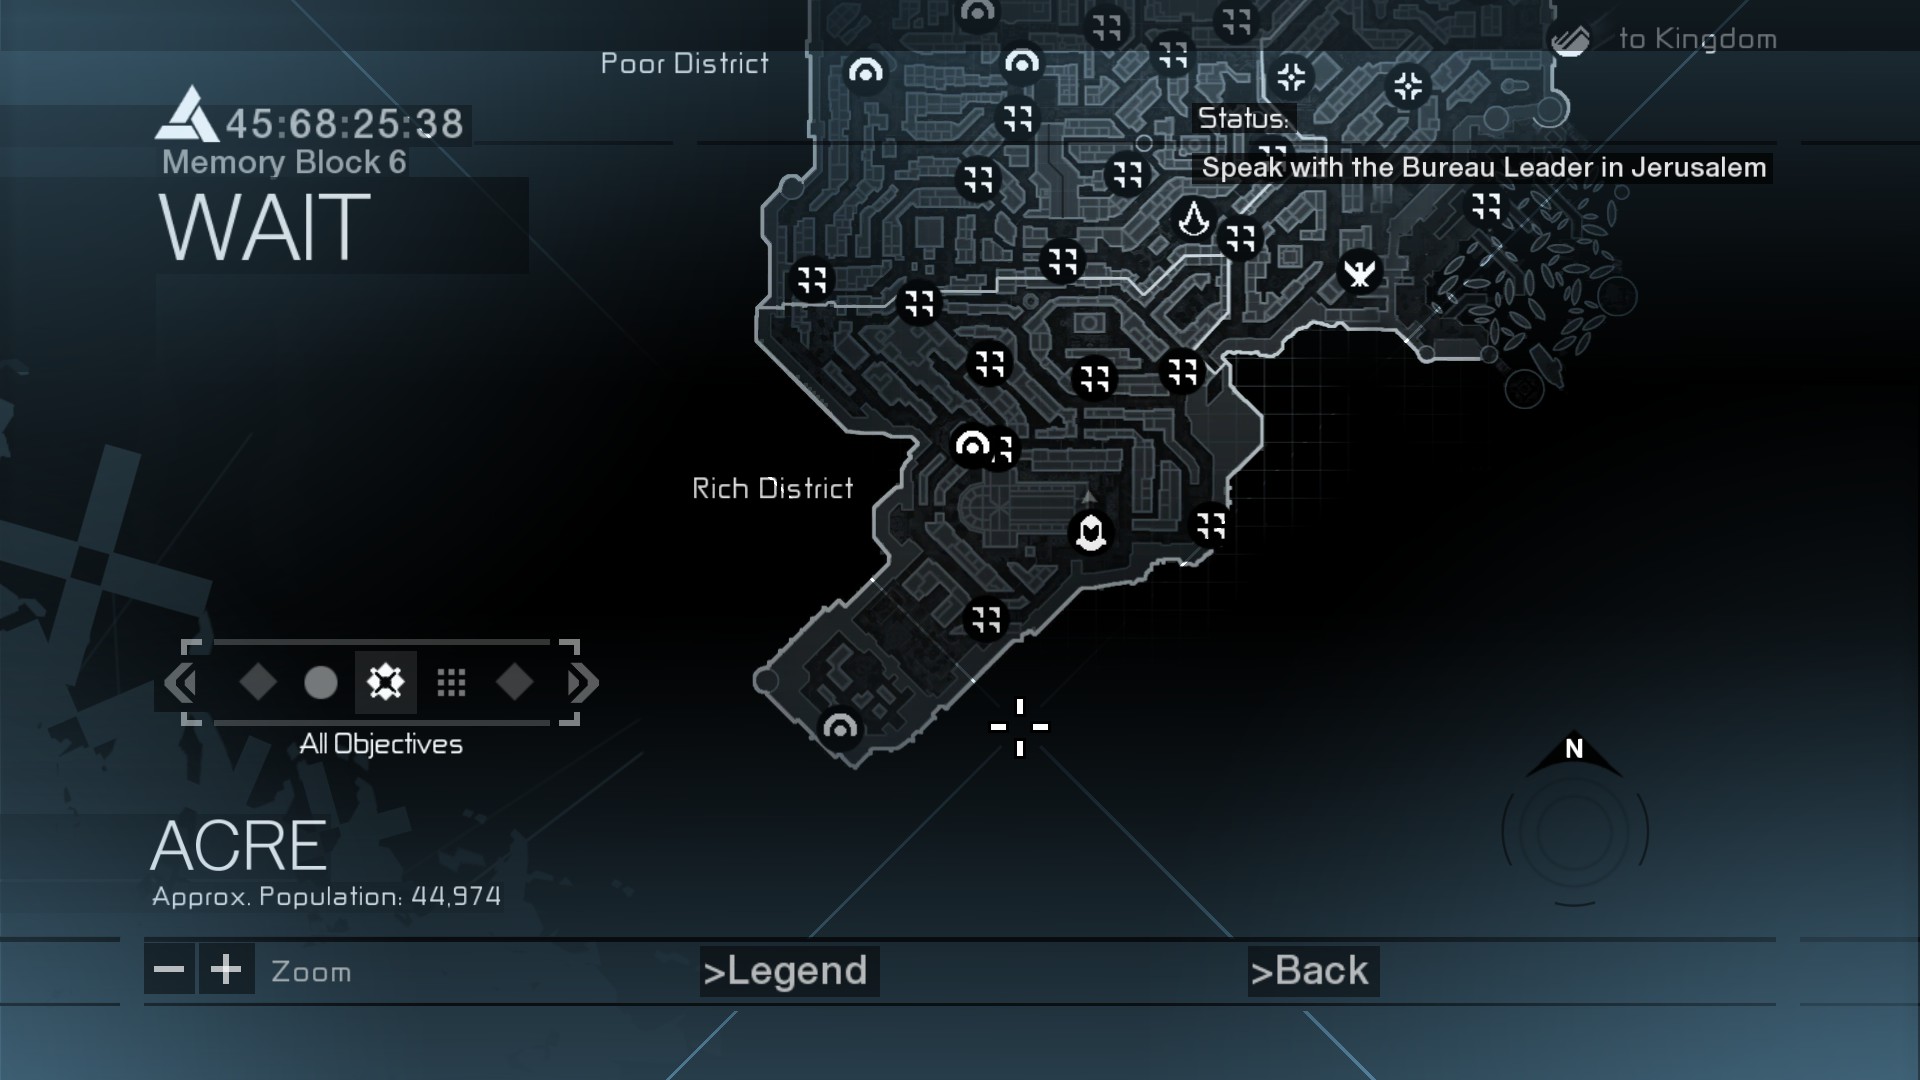 to Kingdom
Poor District
45:68:25:38
Status:
Memory Block 6
Speak with the Bureau Leader in Jerusalem
WAIT
Rich District
All Objectives
N
ACRE
Approx. Population: 44,974
Zoom
>Legend
>Back